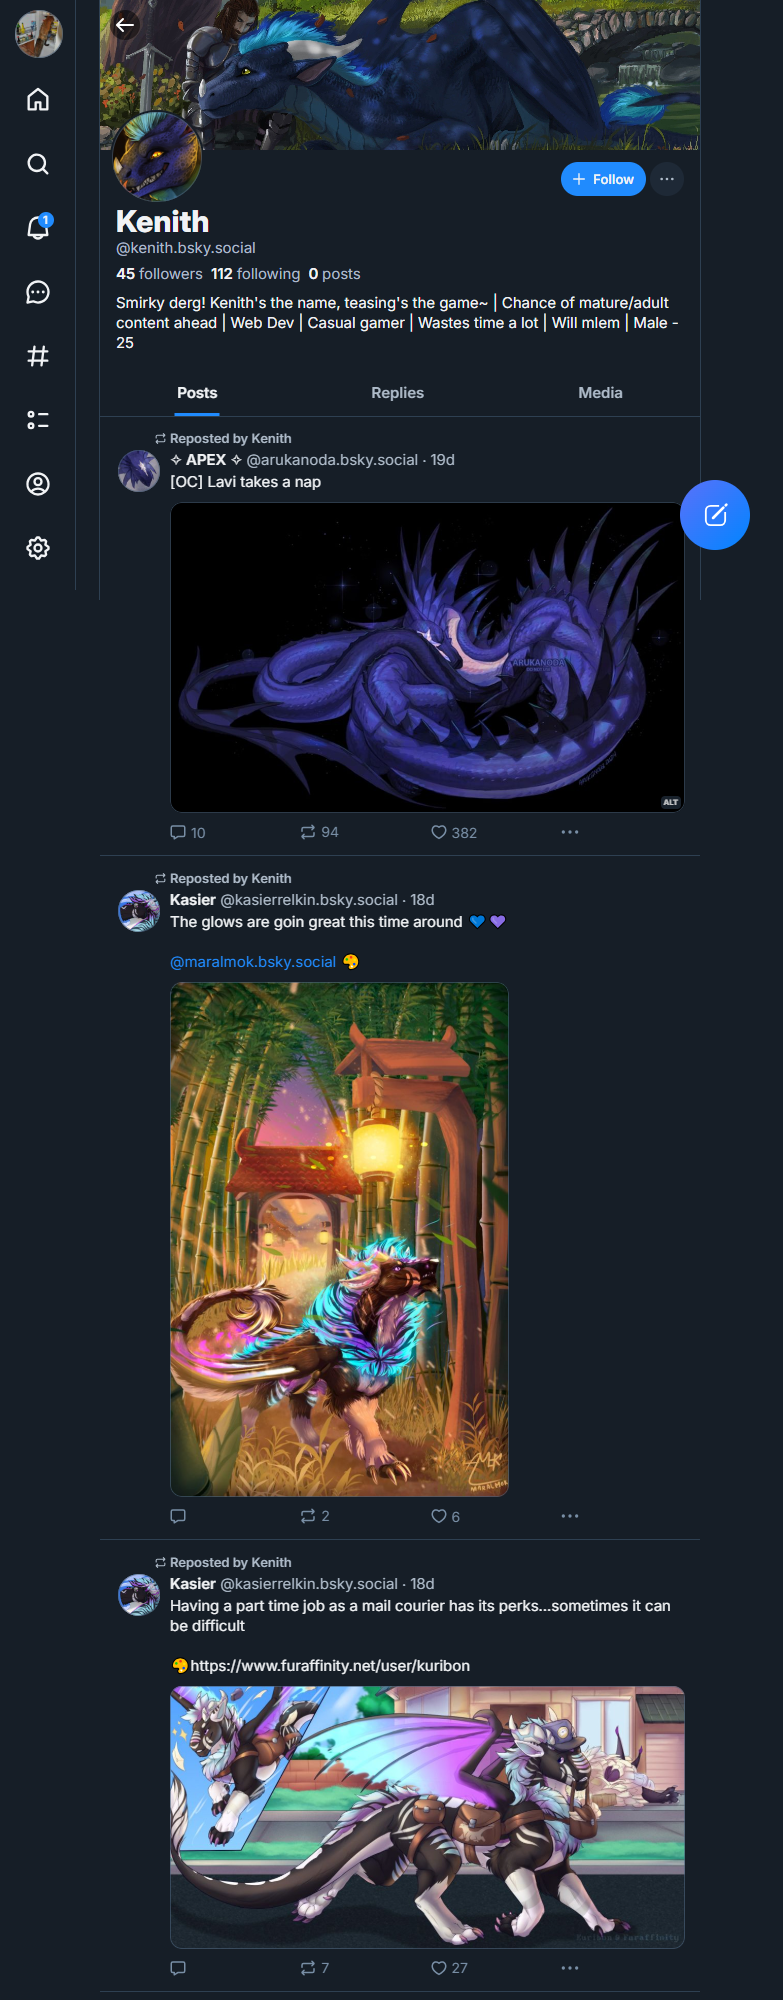 Follow
Kenith
@kenith.bsky.social
45 followers 112 following 0 posts
Smirky derg! Kenith's the name, teasing's the game~ | Chance of mature/adult
content ahead | Web Dev | Casual gamer | Wastes time a lot | Will mlem | Male -
25
Posts Replies Media
Reposted by Kenith
✧ APEX ✧ @arukanoda.bsky.social · 19d
[OC] Lavi takes a nap
ARUKANODA
ALT
10 94 382
Reposted by Kenith
Kasier @kasierrelkin.bsky.social · 18d
The glows are goin great this time around 💙 💜
@maralmok.bsky.social 🎨
2 6
Reposted by Kenith
Kasier @kasierrelkin.bsky.social · 18d
Having a part time job as a mail courier has its perks...sometimes it can
be difficult
🎨https://www.furaffinity.net/user/kuribon
7 27
1